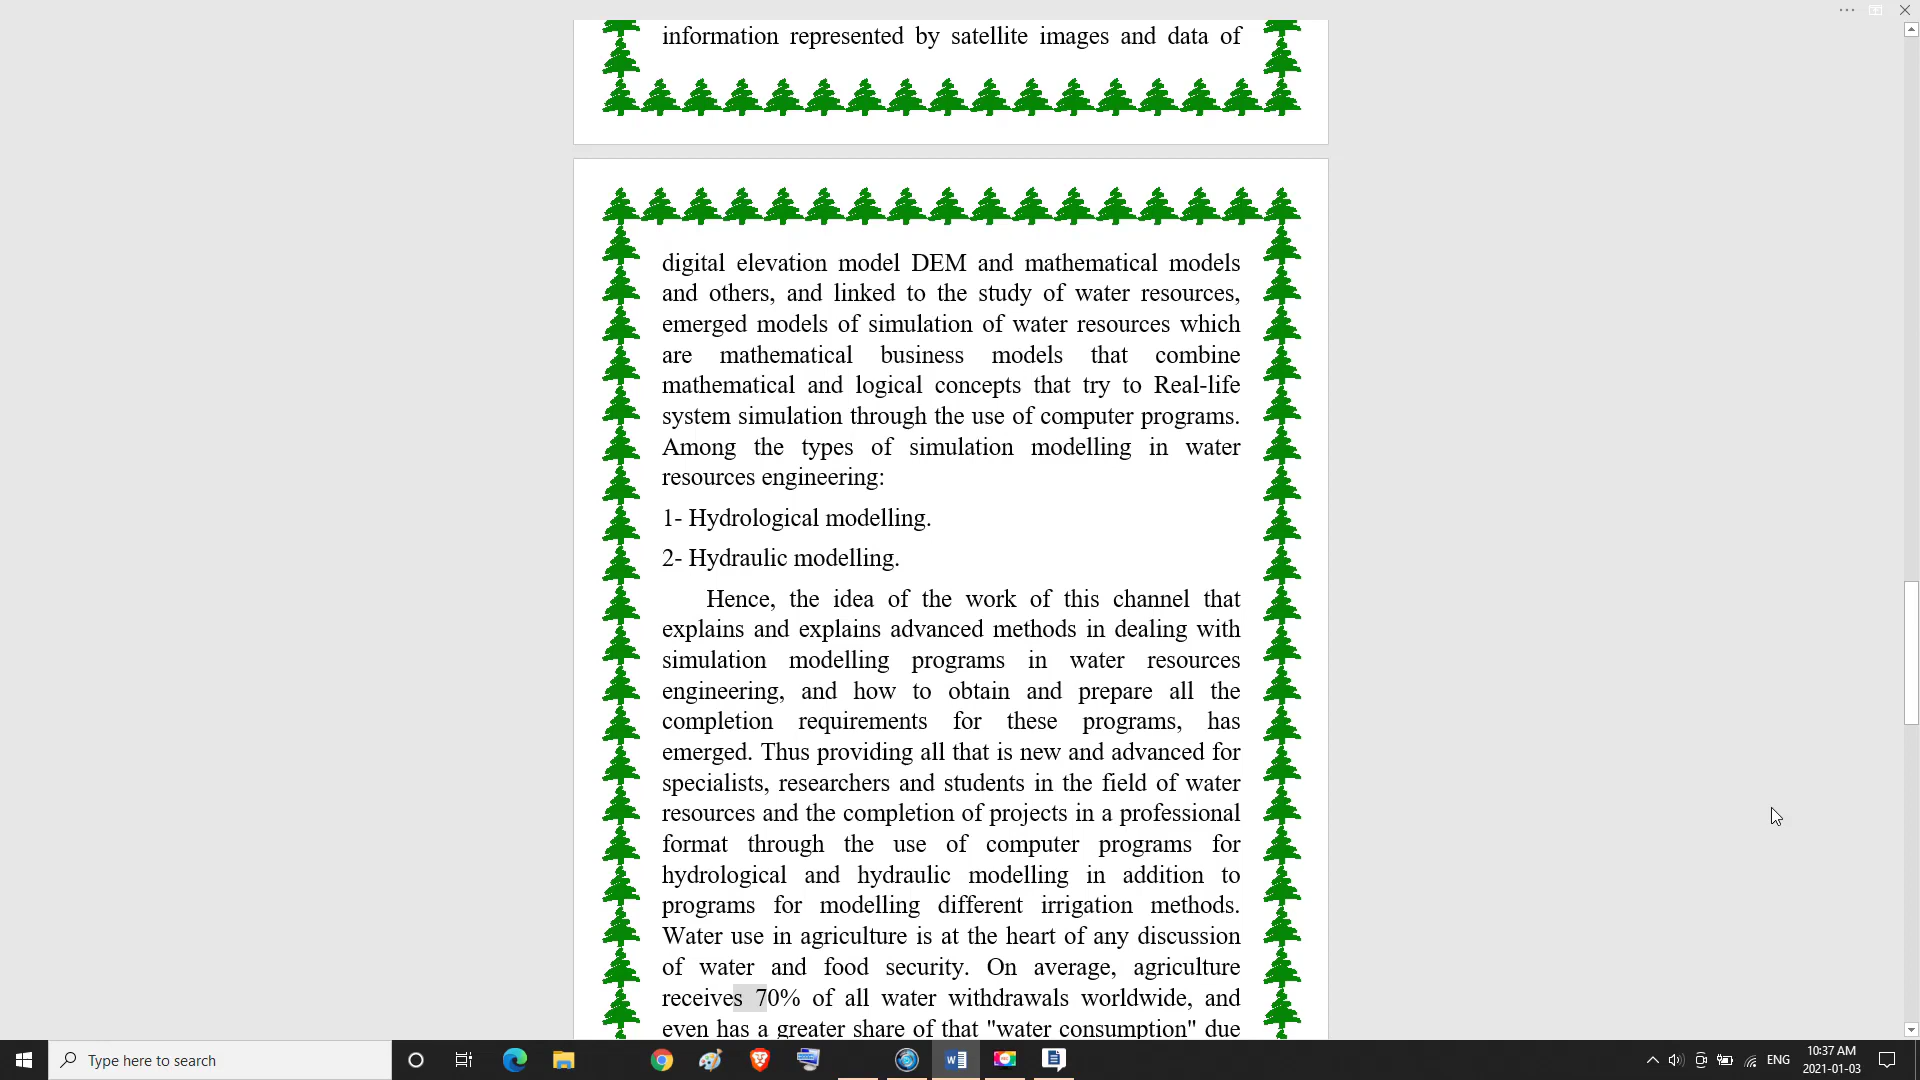 information represented by satellite images and data of
digital elevation model DEM and mathematical models
and others, and linked to the study of water resources,
emerged models of simulation of water resources which
are mathematical business models that combine
mathematical and logical concepts that try to Real-life
system simulation through the use of computer programs.
Among the types of simulation modelling in water
resources engineering:
1- Hydrological modelling.
2- Hydraulic modelling.
Hence, the idea of the work of this channel that
explains and explains advanced methods in dealing with
simulation modelling programs in water resources
engineering, and how to obtain and prepare all the
completion requirements for these programs, has
emerged. Thus providing all that is new and advanced for
specialists, researchers and students in the field of water
resources and the completion of projects in a professional
format through the use of computer programs for
hydrological and hydraulic modelling in addition to
programs for modelling different irrigation methods.
Water use in agriculture is at the heart of any discussion
of water and food security. On average, agriculture
receives 70% of all water withdrawals worldwide, and
even has a greater share of that "water consumption" due
Type here to search
ENG
10:37 AM
2021-01-03